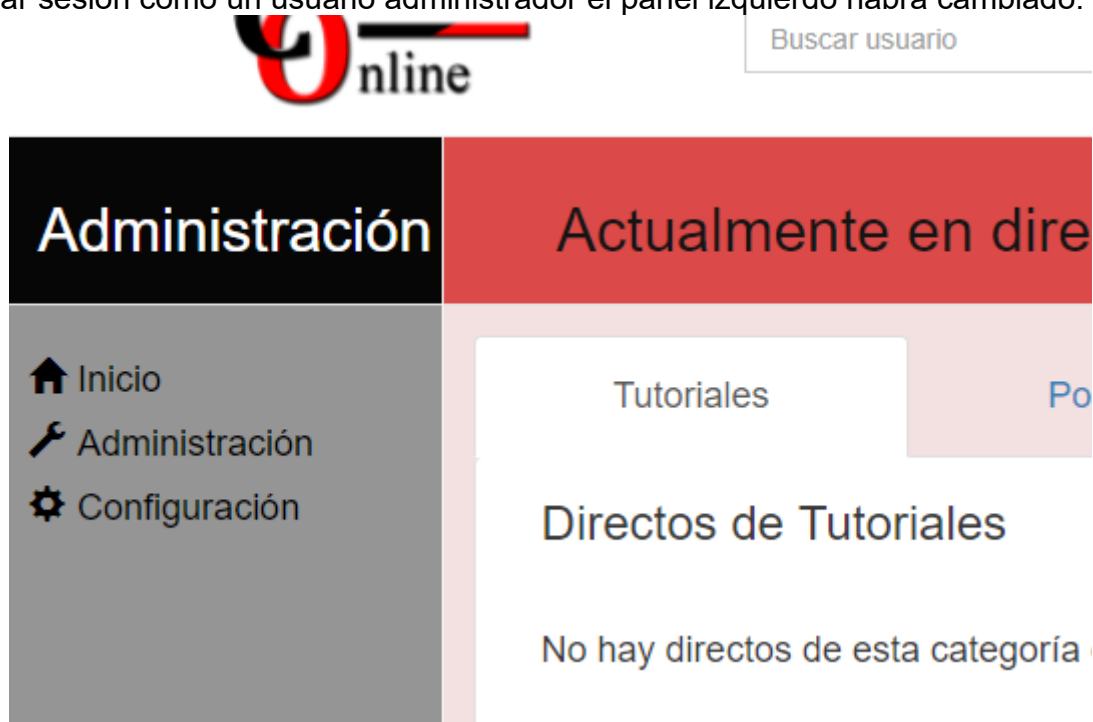 sesión como un usuario administrador el panel izquierdo habrá cambiado.
Buscar usuario
nline
Administración
Actualmente en dire
Inicio
Administración
Configuración
Tutoriales
Po
Directos de Tutoriales
No hay directos de esta categoría